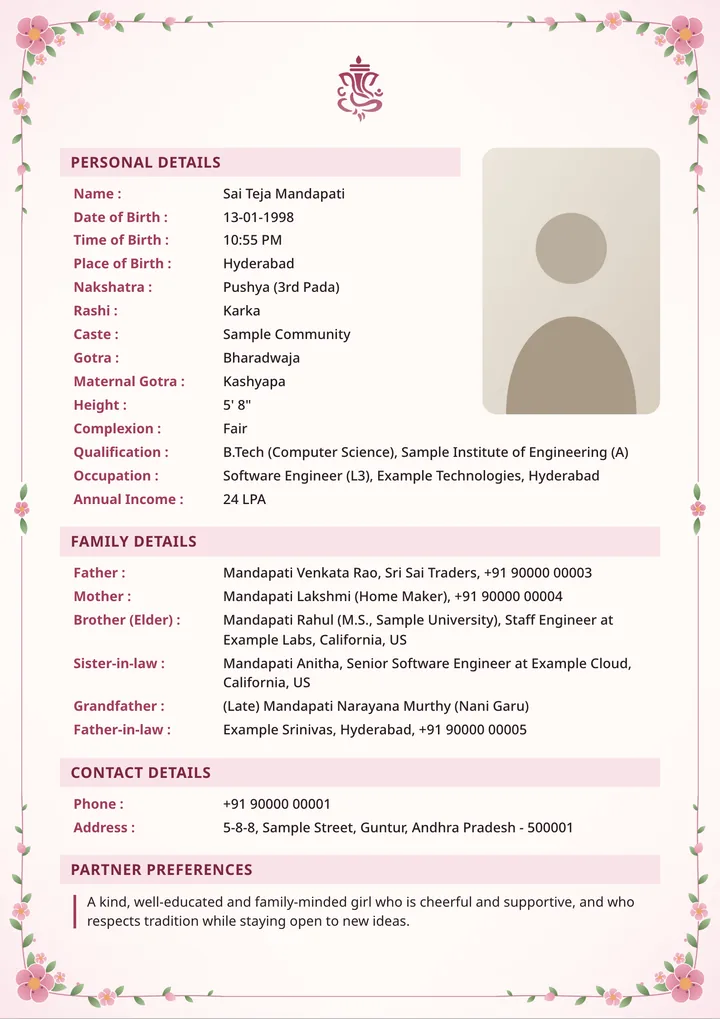 PERSONAL DETAILS
Name : Sai Teja Mandapati
Date of Birth : 13-01-1998
Time of Birth : 10:55 PM
Place of Birth : Hyderabad
Nakshatra : Pushya (3rd Pada)
Rashi : Karka
Caste : Sample Community
Gotra : Bharadwaja
Maternal Gotra : Kashyapa
Height : 5' 8"
Complexion : Fair
Qualification : B.Tech (Computer Science), Sample Institute of Engineering (A)
Occupation : Software Engineer (L3), Example Technologies, Hyderabad
Annual Income : 24 LPA
FAMILY DETAILS
Father : Mandapati Venkata Rao, Sri Sai Traders, +91 90000 00003
Mother : Mandapati Lakshmi (Home Maker), +91 90000 00004
Brother (Elder) : Mandapati Rahul (M.S., Sample University), Staff Engineer at
Example Labs, California, US
Sister-in-law : Mandapati Anitha, Senior Software Engineer at Example Cloud,
California, US
Grandfather : (Late) Mandapati Narayana Murthy (Nani Garu)
Father-in-law : Example Srinivas, Hyderabad, +91 90000 00005
CONTACT DETAILS
Phone : +91 90000 00001
Address : 5-8-8, Sample Street, Guntur, Andhra Pradesh - 500001
PARTNER PREFERENCES
A kind, well-educated and family-minded girl who is cheerful and supportive, and who
respects tradition while staying open to new ideas.